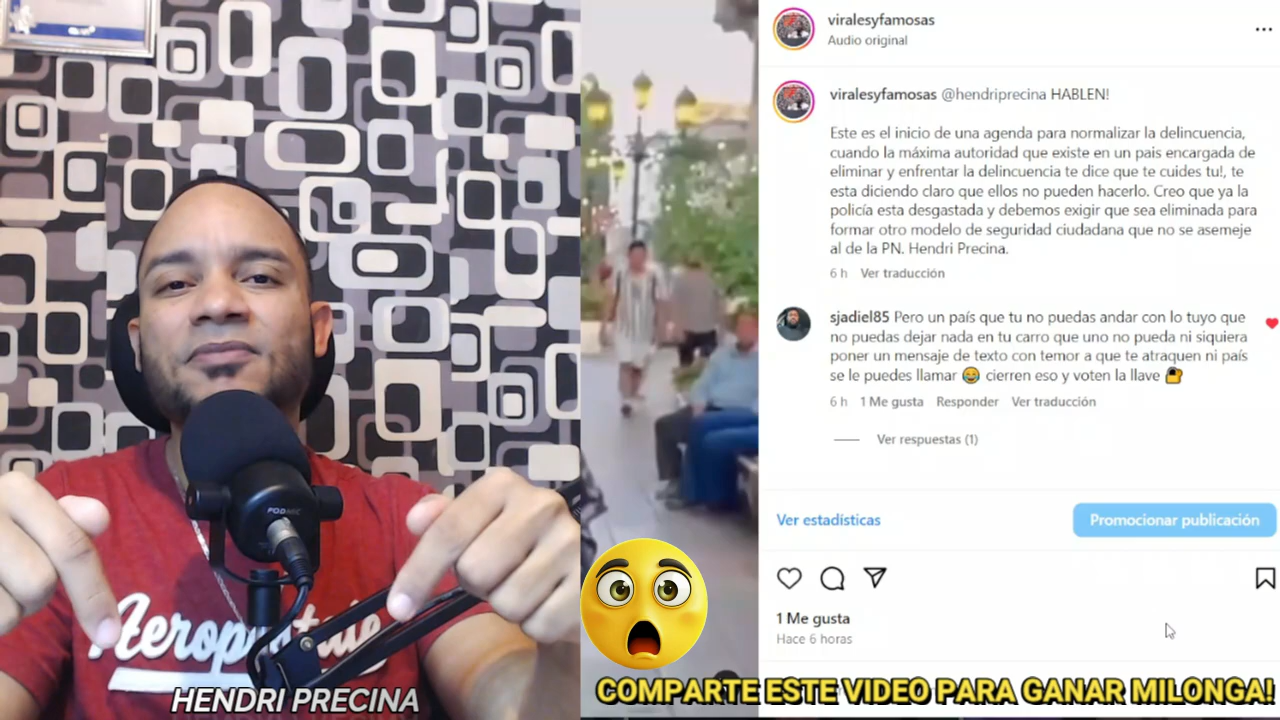 viralesyfamosas
Audio original
viralesyfamosas @hendriprecina HABLEN!
Este es el inicio de una agenda para normalizar la delincuencia,
cuando la máxima autoridad que existe en un pais encargada de
eliminar y enfrentar la delincuencia te dice que te cuides tu!, te
esta diciendo claro que ellos no pueden hacerlo. Creo que ya la
policía esta desgastada y debemos exigir que sea eliminada para
formar otro modelo de seguridad ciudadana que no se asemeje
al de la PN. Hendri Precina.
6 h Ver traducción
sjadiel85 Pero un país que tu no puedas andar con lo tuyo que
no puedas dejar nada en tu carro que uno no pueda ni siquiera
poner un mensaje de texto con temor a que te atraquen ni país
se le puedes llamar 😂 cierren eso y voten la llave 🔐
6 h 1 Me gusta Responder Ver traducción
Ver respuestas (1)
Ver estadísticas
Promocionar publicación
1 Me gusta
Hace 6 horas
PODMIC
HENDRI PRECINA
COMPARTE ESTE VIDEO PARA GANAR MILONGA!